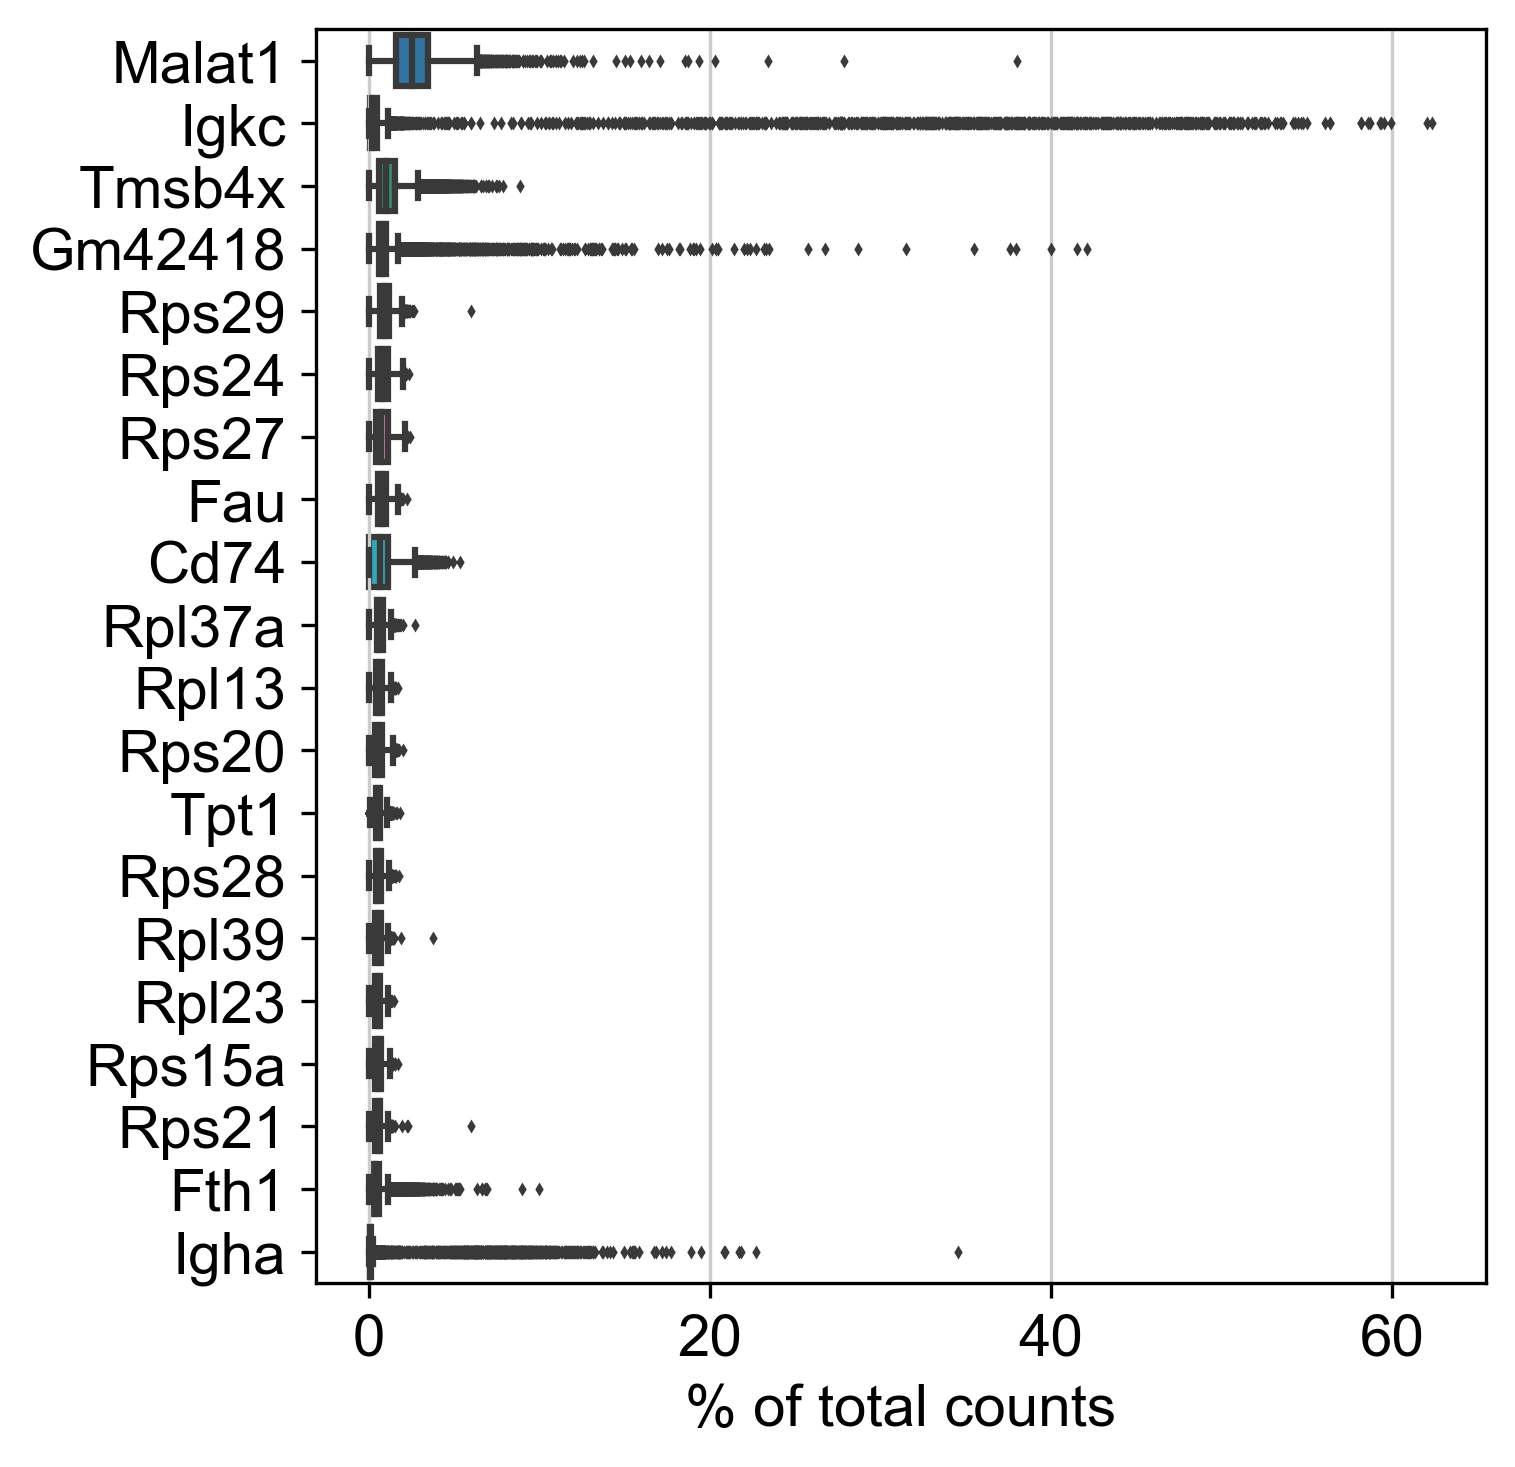 Malat1
Igkc
Tmsb4x
Gm42418
Rps29
Rps24
Rps27
Fau
Cd74
Rpl37a
Rpl13
Rps20
Tpt1
Rps28
Rpl39
Rpl23
Rps15a
Rps21
Fth1
Igha
0 20 40 60
% of total counts